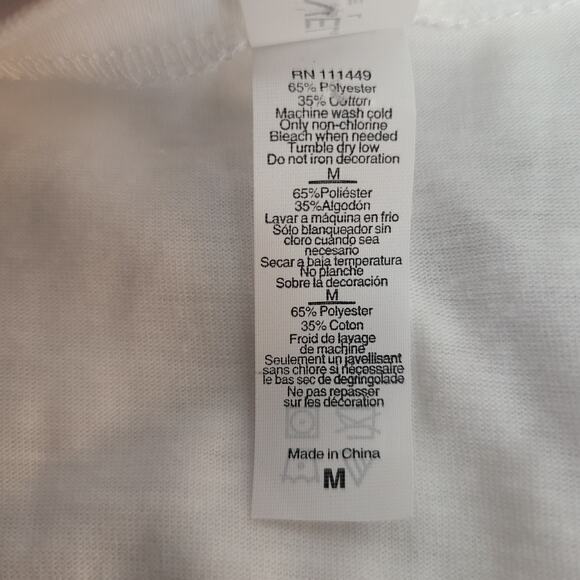 RN 111449
65% Polyester
35% Cotton
Machine wash cold
Only non-chlorine
Bleach when needed
Tumble dry low
Do not iron decoration
M
65%Poliéster
35%Algodón
Lavar a máquina en frio
Sólo blanqueador sin
cloro cuando sea
necesario
Secar a baja temperatura
No planche
Sobre la decoración
M
65% Polyester
35% Coton
Froid de lavage
de machine
Seulement un javellisant
sans chlore si nécessaire
le bas sec de degringolade
Ne pas repasser
sur les décoration
Made in China
M